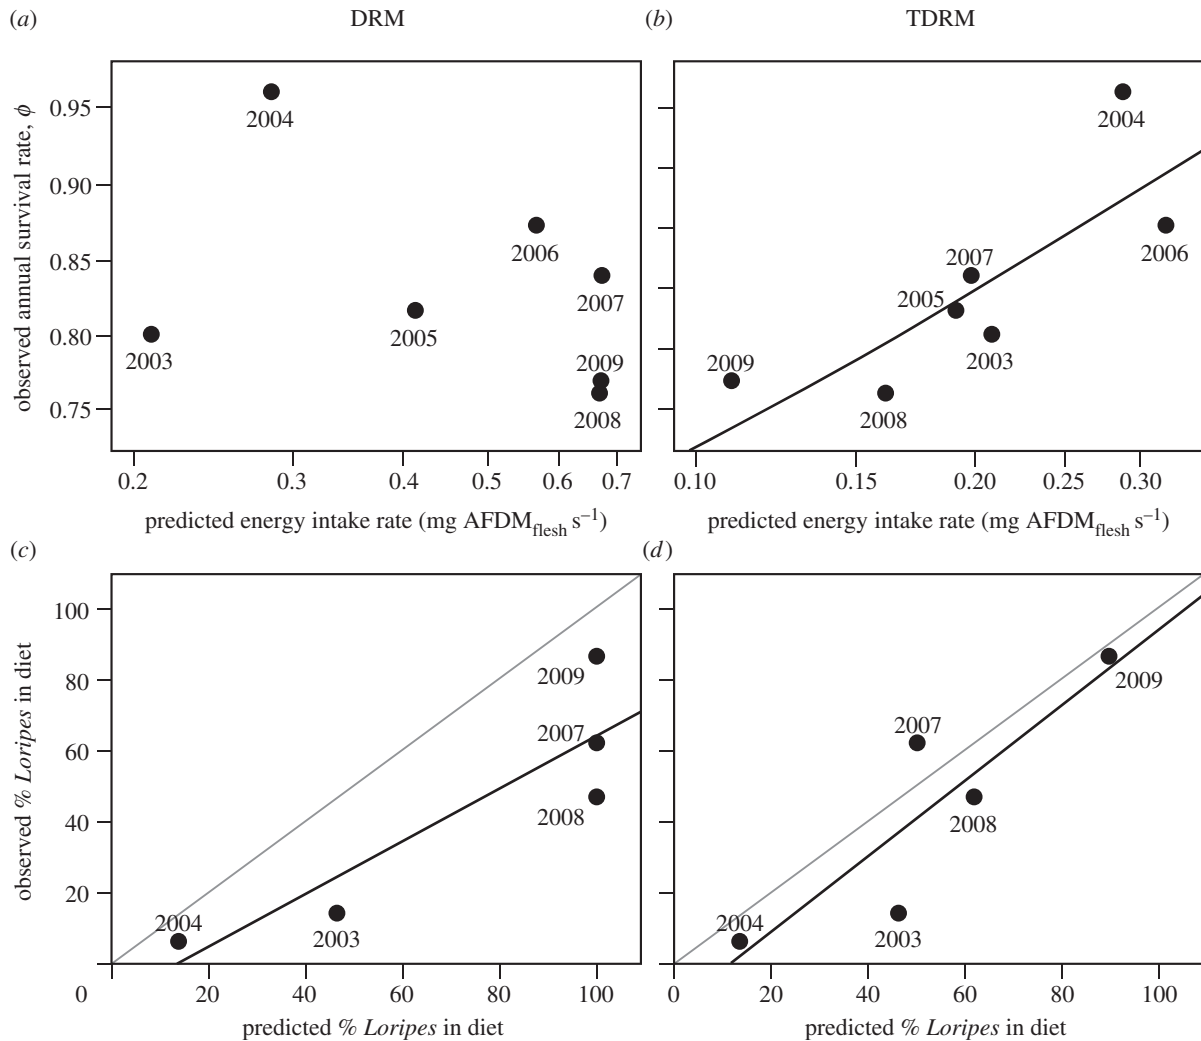 (a) DRM
observed annual survival rate, ϕ
0.95
0.90
0.85
0.80
0.75
2004
2006
2007
2005
2003
2009
2008
0.2 0.3 0.4 0.5 0.6 0.7
predicted energy intake rate (mg AFDMflesh s−1)
(b) TDRM
2004
2006
2007
2005
2003
2009
2008
0.10 0.15 0.20 0.25 0.30
predicted energy intake rate (mg AFDMflesh s−1)
(c)
observed % Loripes in diet
100
80
60
40
20
2009
2007
2008
2004
2003
0 20 40 60 80 100
predicted % Loripes in diet
(d)
2009
2007
2008
2004
2003
0 20 40 60 80 100
predicted % Loripes in diet